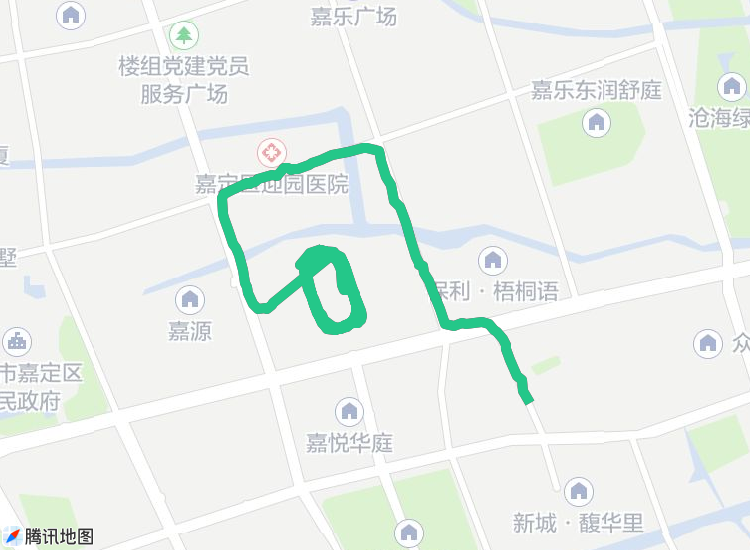 嘉乐广场
楼组党建党员
服务广场
嘉乐东润舒庭
沧海绿
厦
嘉定区迎园医院
墅
保利·梧桐语
嘉源
众
市嘉定区
民政府
嘉悦华庭
新城·馥华里
腾讯地图